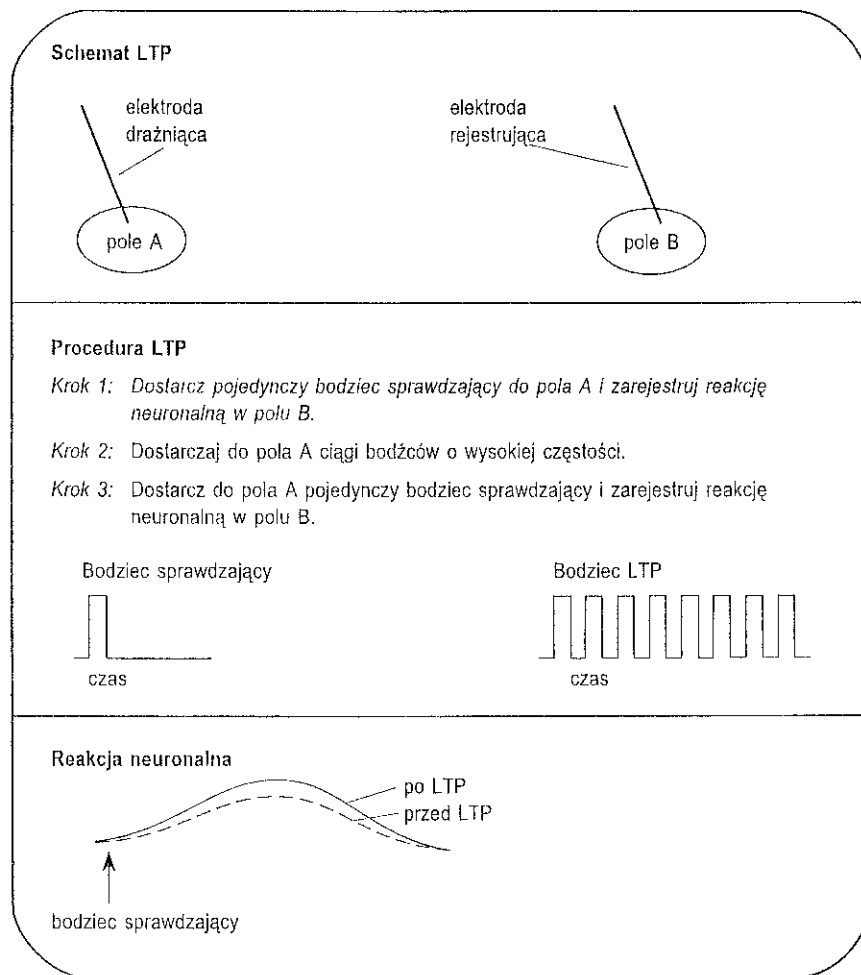 Schemat LTP
elektroda
drażniąca
elektroda
rejestrująca
pole A
pole B
Procedura LTP
Krok 1: Dostarcz pojedynczy bodziec sprawdzający do pola A i zarejestruj reakcję
neuronalną w polu B.
Krok 2: Dostarczaj do pola A ciągi bodźców o wysokiej częstości.
Krok 3: Dostarcz do pola A pojedynczy bodziec sprawdzający i zarejestruj reakcję
neuronalną w polu B.
Bodziec sprawdzający
Bodziec LTP
czas
czas
Reakcja neuronalna
po LTP
przed LTP
bodziec sprawdzający